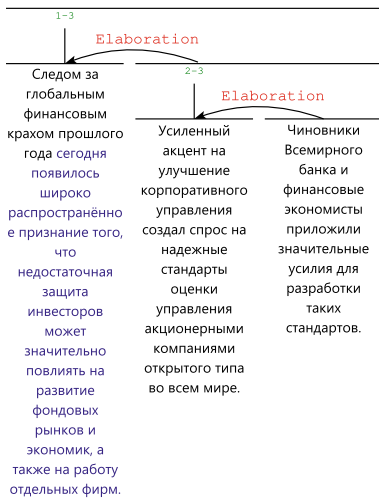 1-3
Elaboration
Следом за
глобальным
финансовым
крахом прошлого
года сегодня
появилось
широко
распространённо
е признание того,
что
недостаточная
защита
инвесторов
может
значительно
повлиять на
развитие
фондовых
рынков и
экономик, а
также на работу
отдельных фирм.
2-3
Elaboration
Усиленный
акцент на
улучшение
корпоративного
управления
создал спрос на
надежные
стандарты
оценки
управления
акционерными
компаниями
открытого типа
во всем мире.
Чиновники
Всемирного
банка и
финансовые
экономисты
приложили
значительные
усилия для
разработки
таких
стандартов.